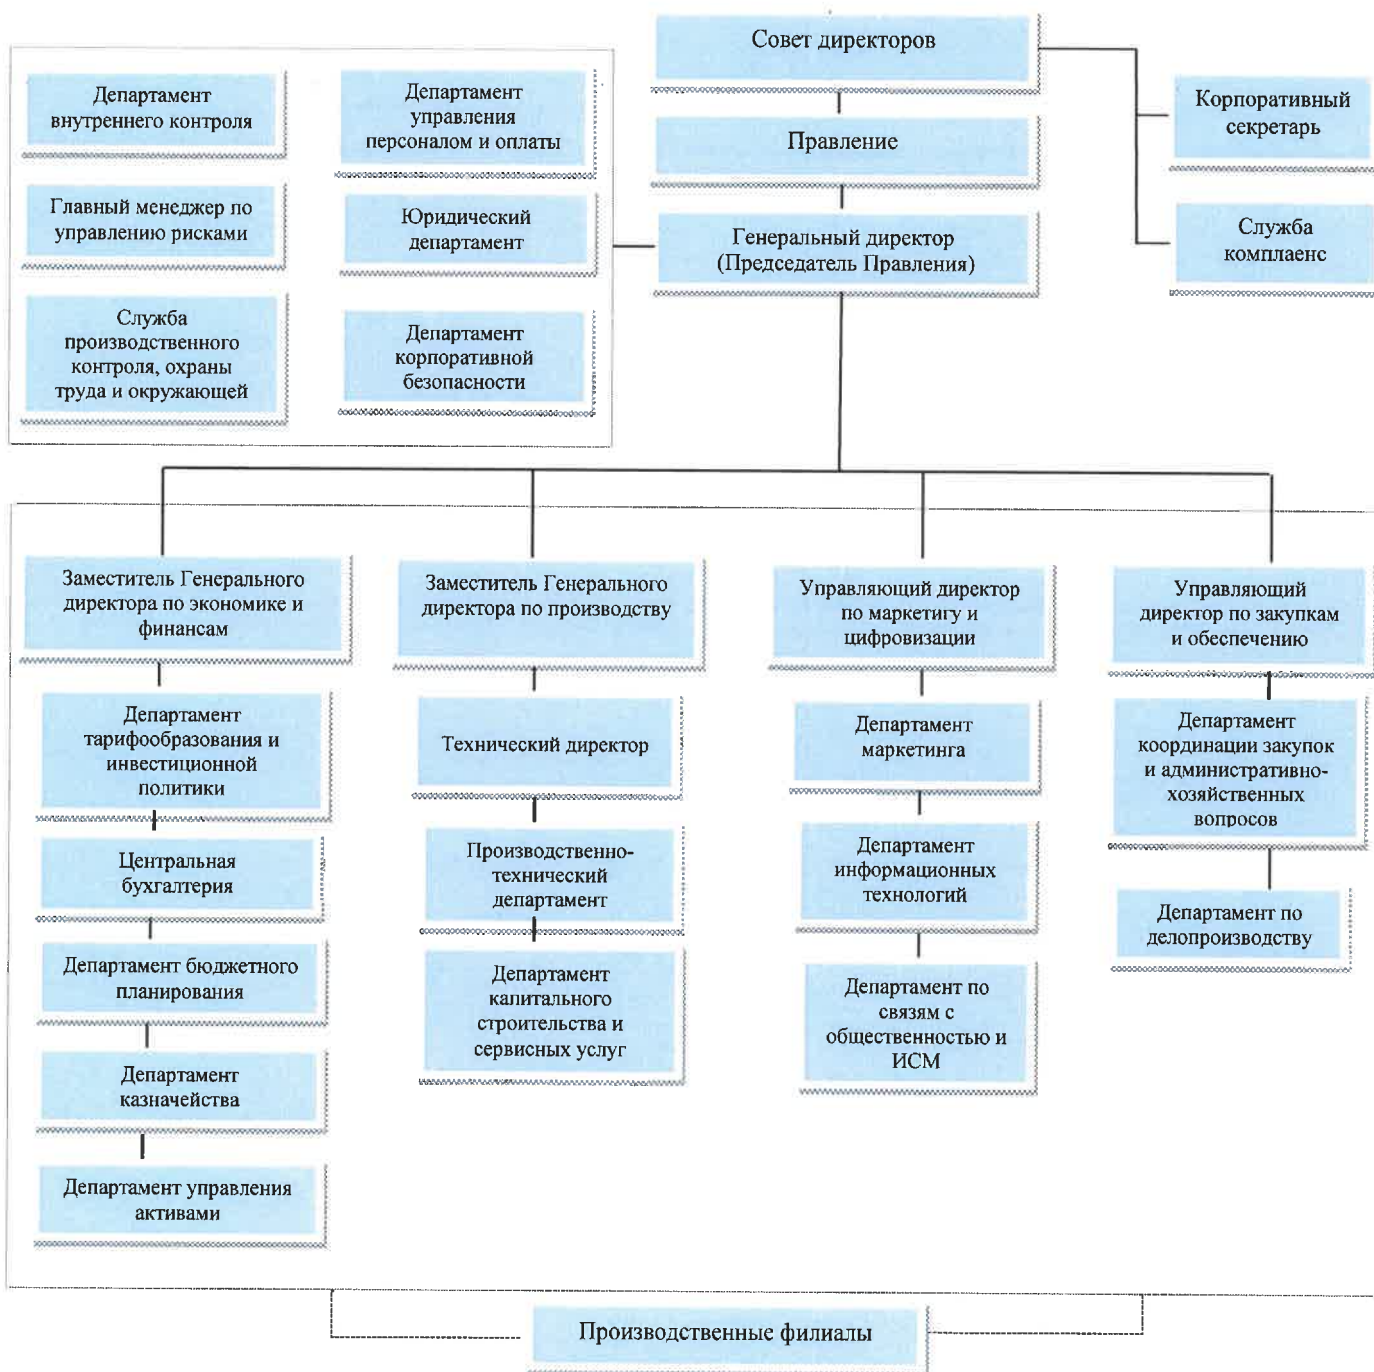 Совет директоров
Правление
Генеральный директор
(Председатель Правления)
Корпоративный
секретарь
Служба
комплаенс
Департамент
внутреннего контроля
Департамент
управления
персоналом и оплаты
Главный менеджер по
управлению рисками
Юридический
департамент
Служба
производственного
контроля, охраны
труда и окружающей
Департамент
корпоративной
безопасности
Заместитель Генерального
директора по экономике и
финансам
Департамент
тарифообразования и
инвестиционной
политики
Центральная
бухгалтерия
Департамент бюджетного
планирования
Департамент
казначейства
Департамент управления
активами
Заместитель Генерального
директора по производству
Технический директор
Производственно-
технический
департамент
Департамент
капитального
строительства и
сервисных услуг
Управляющий директор
по маркетигу и
цифровизации
Департамент
маркетинга
Департамент
информационных
технологий
Департамент по
связям с
общественностью и
ИСМ
Управляющий
директор по закупкам
и обеспечению
Департамент
координации закупок
и административно-
хозяйственных
вопросов
Департамент по
делопроизводству
Производственные филиалы